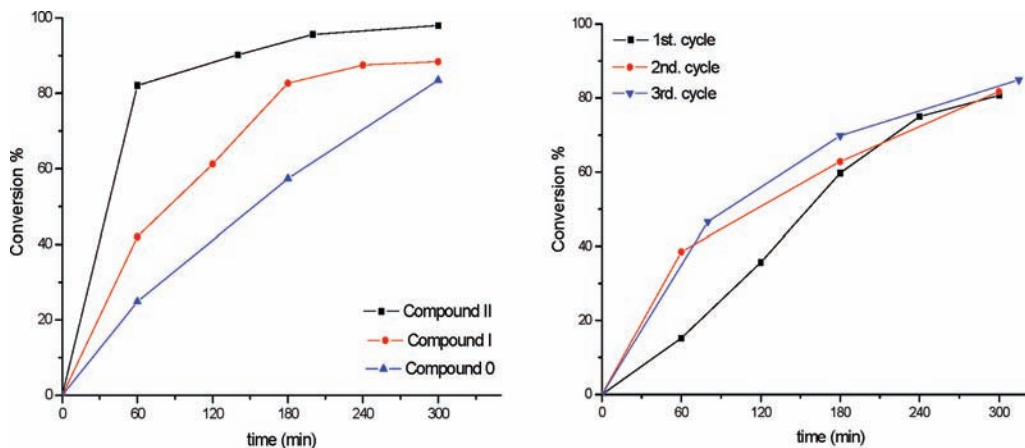 100
80
60
40
20
0
Conversion %
Compound II
Compound I
Compound 0
0 60 120 180 240 300
time (min)
1st. cycle
2nd. cycle
3rd. cycle
100
80
60
40
20
0
Conversion %
0 60 120 180 240 300
time (min)